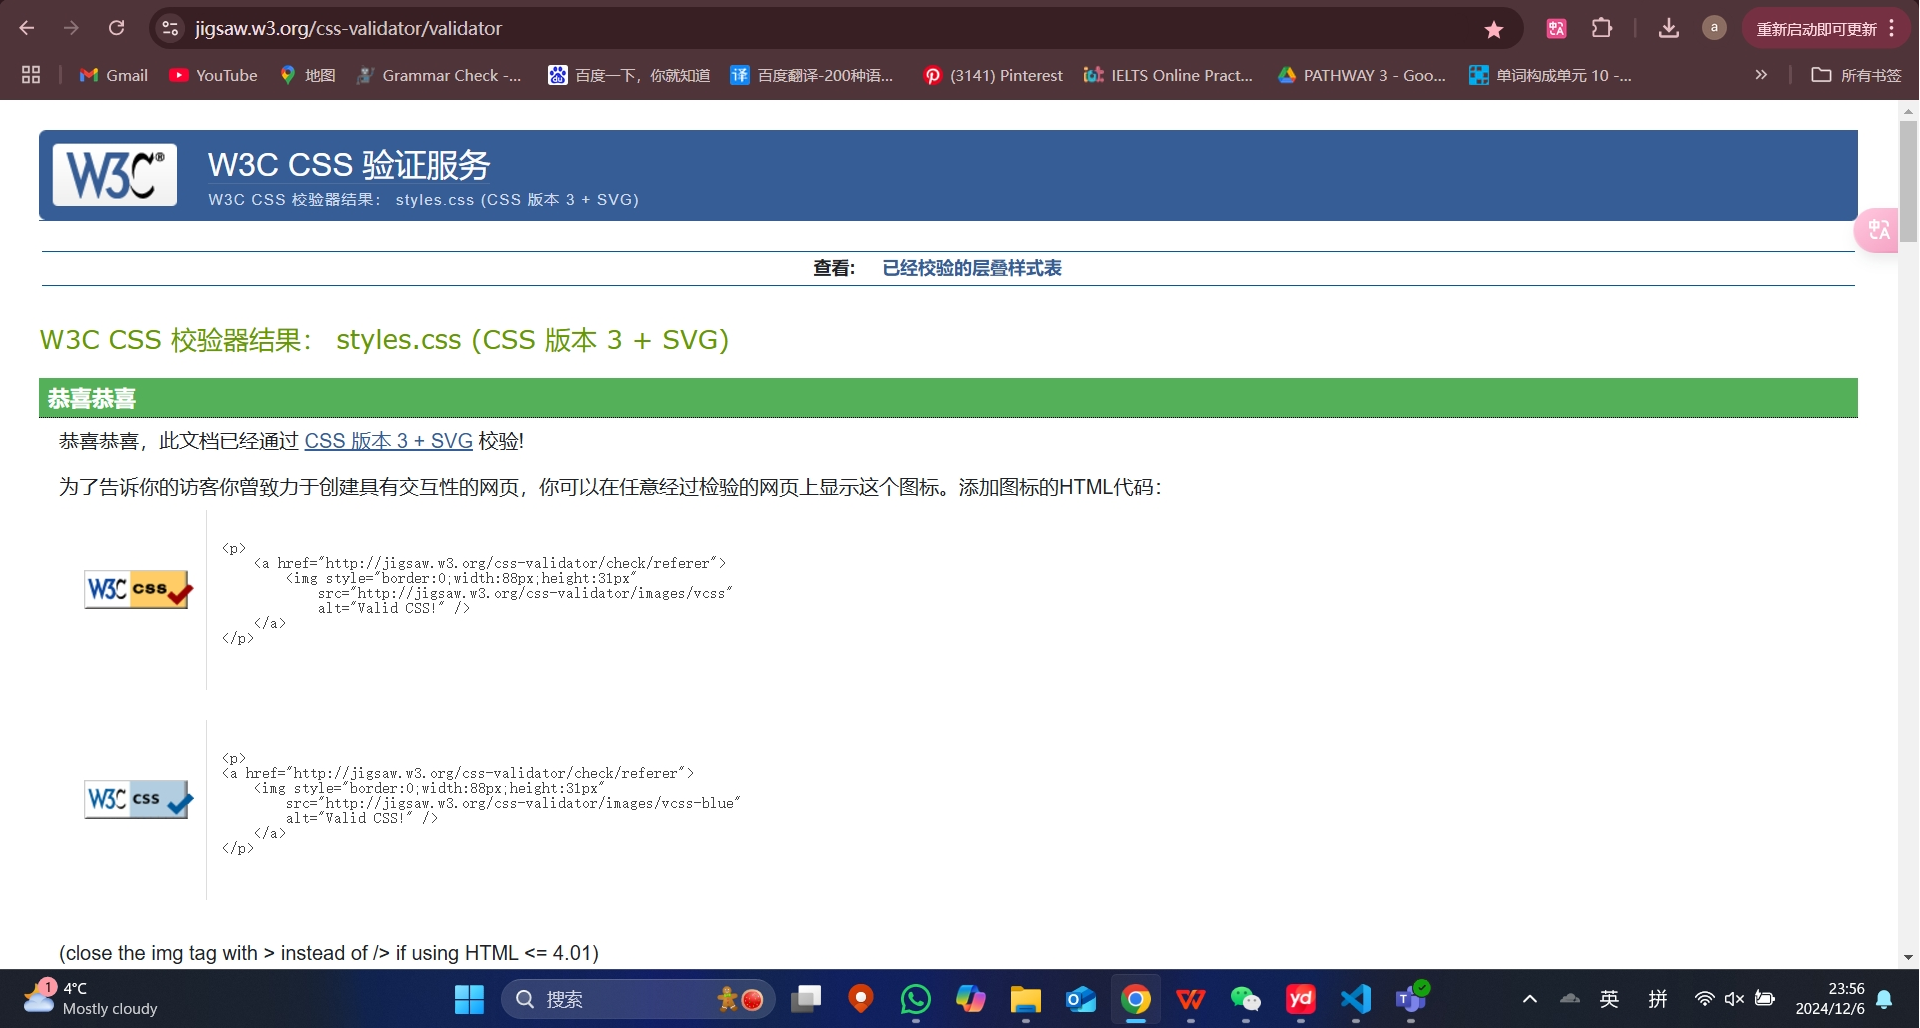 jigsaw.w3.org/css-validator/validator
a
重新启动即可更新
Gmail
YouTube
地图
Grammar Check -...
百度一下，你就知道
译
百度翻译-200种语...
(3141) Pinterest
IELTS Online Pract...
PATHWAY 3 - Goo...
单词构成单元 10 -...
»
所有书签
W3C®
W3C CSS 验证服务
W3C CSS 校验器结果： styles.css (CSS 版本 3 + SVG)
查看: 已经校验的层叠样式表
W3C CSS 校验器结果： styles.css (CSS 版本 3 + SVG)
恭喜恭喜
恭喜恭喜，此文档已经通过 CSS 版本 3 + SVG 校验!
为了告诉你的访客你曾致力于创建具有交互性的网页，你可以在任意经过检验的网页上显示这个图标。添加图标的HTML代码：
W3C css
<p>
<a href="http://jigsaw.w3.org/css-validator/check/referer">
<img style="border:0;width:88px;height:31px"
src="http://jigsaw.w3.org/css-validator/images/vcss"
alt="Valid CSS!" />
</a>
</p>
W3C css
<p>
<a href="http://jigsaw.w3.org/css-validator/check/referer">
<img style="border:0;width:88px;height:31px"
src="http://jigsaw.w3.org/css-validator/images/vcss-blue"
alt="Valid CSS!" />
</a>
</p>
(close the img tag with > instead of /> if using HTML <= 4.01)
1
4°C
Mostly cloudy
搜索
yd
英
拼
23:56
2024/12/6